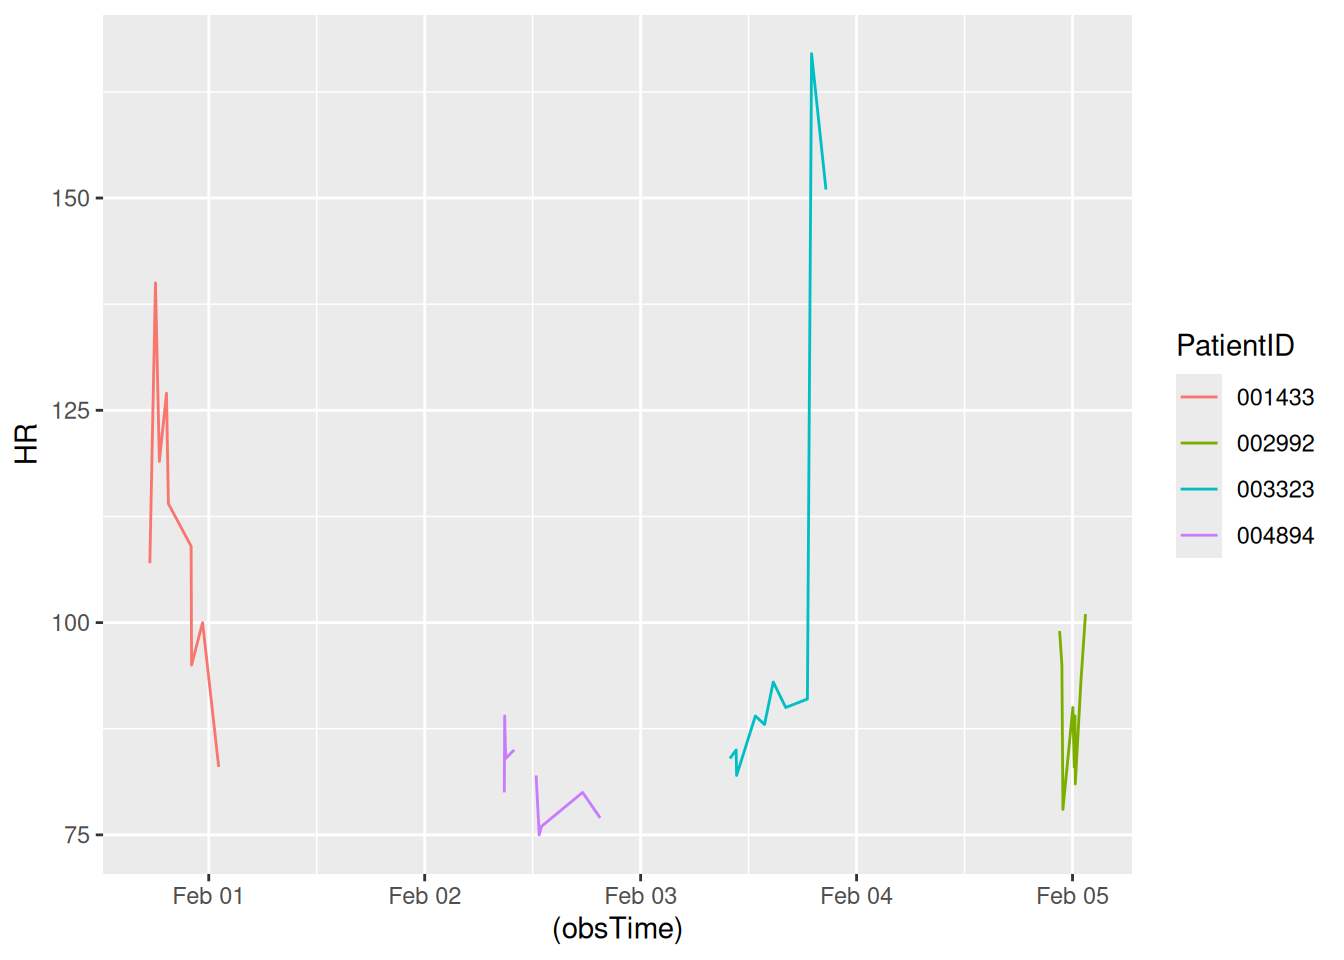 HR
150
125
100
75
Feb 01
Feb 02
Feb 03
Feb 04
Feb 05
(obsTime)
PatientID
001433
002992
003323
004894